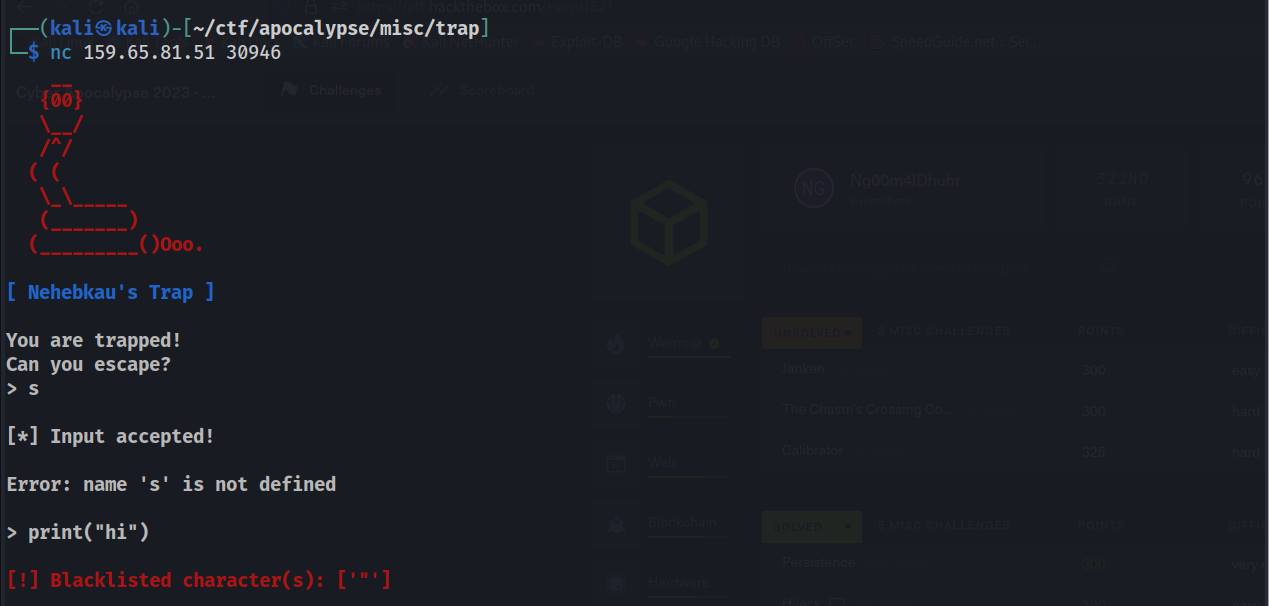 ┌──(kali㉿kali)-[~/ctf/apocalypse/misc/trap]
└─$ nc 159.65.81.51 30946
    __
   {00}
   \__/
   /^/
  ( (
   \_\_____
   (_______)
  (_________()Ooo.
[ Nehebkau's Trap ]
You are trapped!
Can you escape?
> s
[*] Input accepted!
Error: name 's' is not defined
> print("hi")
[!] Blacklisted character(s): ['"']
Kali Forums Kali NetHunter Exploit-DB Google Hacking DB OffSec SpeedGuide.net :: Sec...
Challenges
Scoreboard
NG
Ng00m4lDhuhr
322ND
RANK
Warmup
Pwn
Web
Blockchain
Hardware
UNSOLVED
3 MISC CHALLENGES
POINTS
Janken 300 easy
The Chasm's Crossing Co... 300 hard
Calibrator 325 hard
SOLVED
5 MISC CHALLENGES
POINTS
Persistence 300 very